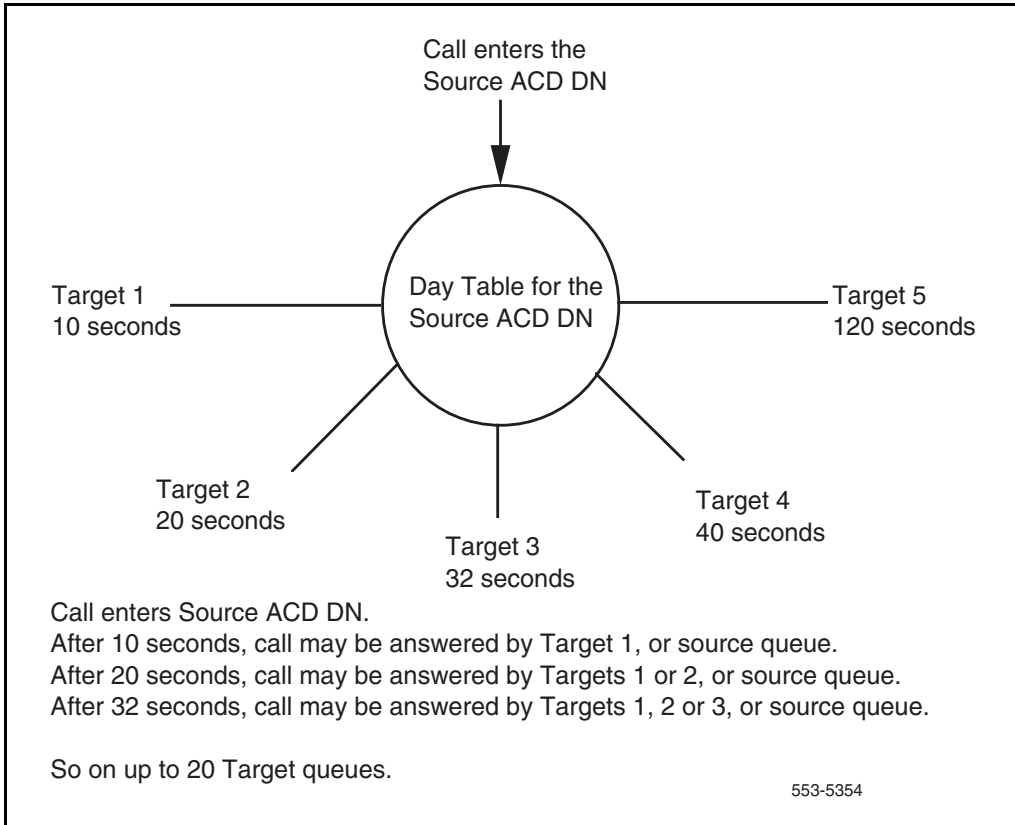 Call enters the
Source ACD DN
Day Table for the
Source ACD DN
Target 1
10 seconds
Target 5
120 seconds
Target 2
20 seconds
Target 3
32 seconds
Target 4
40 seconds
Call enters Source ACD DN.
After 10 seconds, call may be answered by Target 1, or source queue.
After 20 seconds, call may be answered by Targets 1 or 2, or source queue.
After 32 seconds, call may be answered by Targets 1, 2 or 3, or source queue.
So on up to 20 Target queues.
553-5354